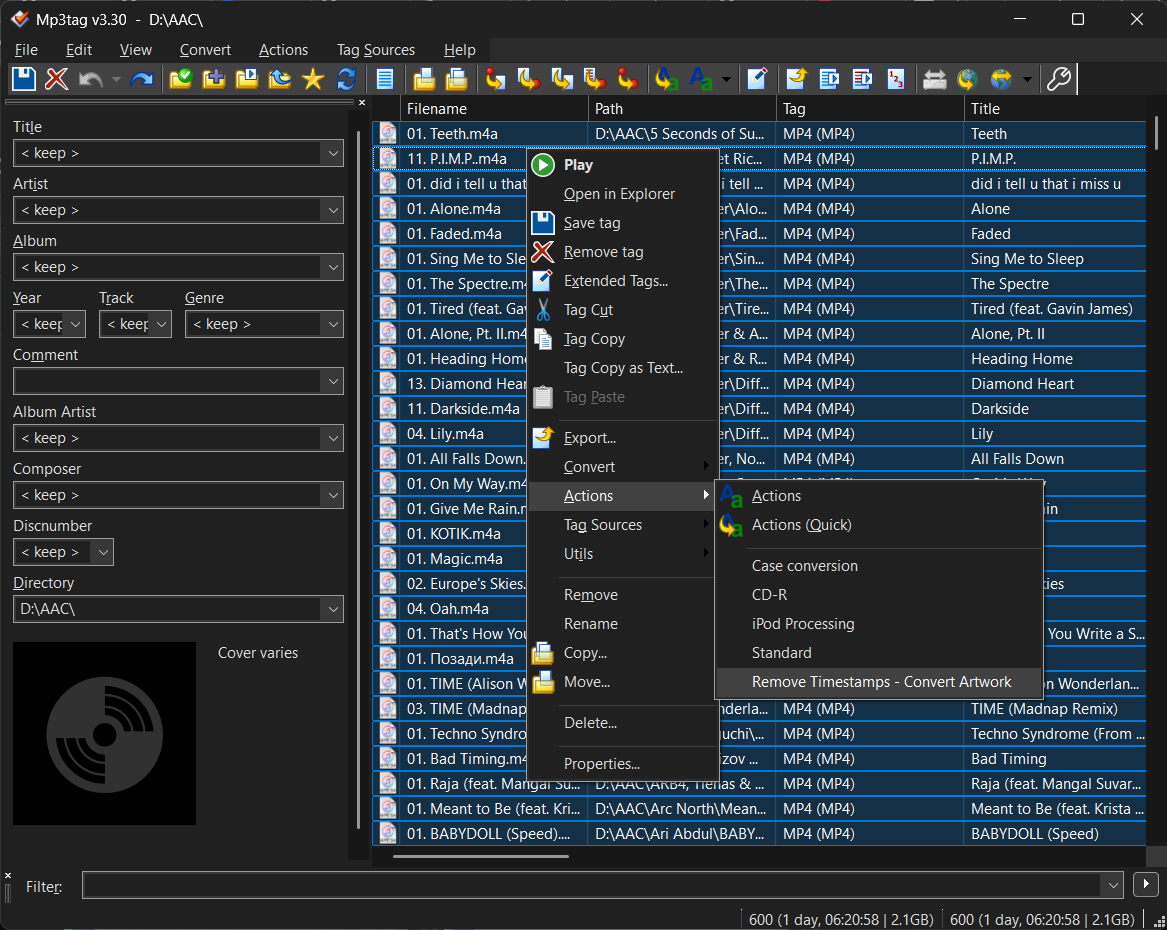 Mp3tag v3.30 - D:\AAC\
File Edit View Convert Actions Tag Sources Help
Title
< keep >
Artist
< keep >
Album
< keep >
Year Track Genre
< keep < keep < keep >
Comment
Album Artist
< keep >
Composer
< keep >
Discnumber
< keep >
Directory
D:\AAC\
Cover varies
Filename Path Tag Title
01. Teeth.m4a D:\AAC\5 Seconds of Su... MP4 (MP4) Teeth
11. P.I.M.P..m4a et Ric... MP4 (MP4) P.I.M.P.
01. did i tell u that i tell ... MP4 (MP4) did i tell u that i miss u
01. Alone.m4a er\Alo... MP4 (MP4) Alone
01. Faded.m4a er\Fad... MP4 (MP4) Faded
01. Sing Me to Sleep er\Sin... MP4 (MP4) Sing Me to Sleep
01. The Spectre.m4 er\The... MP4 (MP4) The Spectre
01. Tired (feat. Gav er\Tire... MP4 (MP4) Tired (feat. Gavin James)
01. Alone, Pt. II.m4 er & A... MP4 (MP4) Alone, Pt. II
01. Heading Home er & R... MP4 (MP4) Heading Home
13. Diamond Hear er\Diff... MP4 (MP4) Diamond Heart
11. Darkside.m4a er\Diff... MP4 (MP4) Darkside
04. Lily.m4a er\Diff... MP4 (MP4) Lily
01. All Falls Down. er, No... MP4 (MP4) All Falls Down
01. On My Way.m4
01. Give Me Rain.m ain
01. KOTIK.m4a
01. Magic.m4a
02. Europe's Skies. kies
04. Oah.m4a
01. That's How You You Write a S...
01. Позади.m4a
01. TIME (Alison W on Wonderlan...
03. TIME (Madnap nderla... MP4 (MP4) TIME (Madnap Remix)
01. Techno Syndro uchi\... MP4 (MP4) Techno Syndrome (From ...
01. Bad Timing.m4 izov ... MP4 (MP4) Bad Timing
01. Raja (feat. Mangal Su... D:\AAC\ARB4, Tienas & ... MP4 (MP4) Raja (feat. Mangal Suvar...
01. Meant to Be (feat. Kri... D:\AAC\Arc North\Mean... MP4 (MP4) Meant to Be (feat. Krista ...
01. BABYDOLL (Speed).... D:\AAC\Ari Abdul\BABY... MP4 (MP4) BABYDOLL (Speed)
Play
Open in Explorer
Save tag
Remove tag
Extended Tags...
Tag Cut
Tag Copy
Tag Copy as Text...
Tag Paste
Export...
Convert
Actions
Tag Sources
Utils
Remove
Rename
Copy...
Move...
Delete...
Properties...
Actions
Actions (Quick)
Case conversion
CD-R
iPod Processing
Standard
Remove Timestamps - Convert Artwork
Filter:
600 (1 day, 06:20:58 | 2.1GB) 600 (1 day, 06:20:58 | 2.1GB)